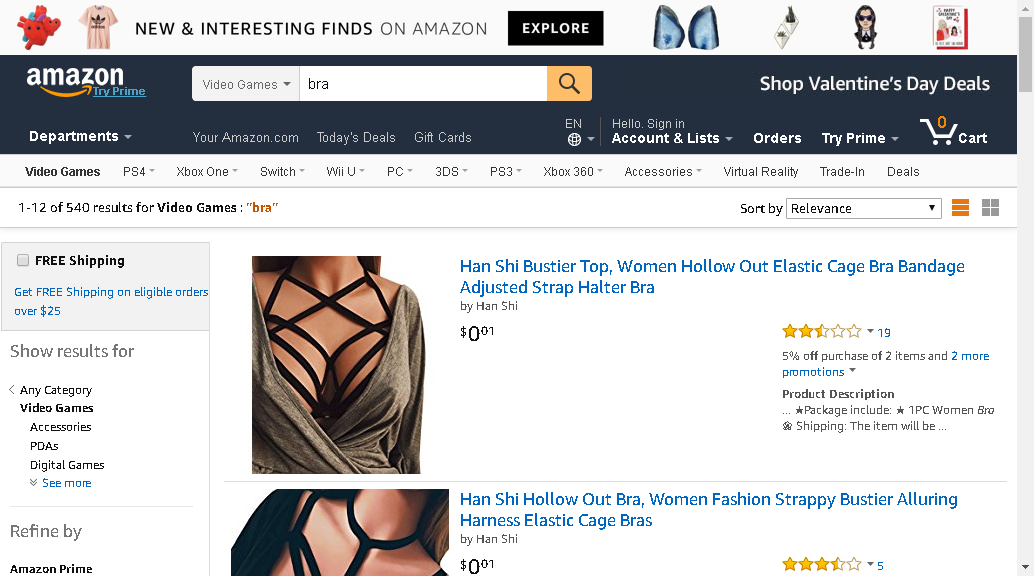 NEW & INTERESTING FINDS ON AMAZON
EXPLORE
amazon
Try Prime
Video Games
bra
Shop Valentine's Day Deals
Departments
Your Amazon.com
Today's Deals
Gift Cards
EN
Hello. Sign in
Account & Lists
Orders
Try Prime
0
Cart
Video Games
PS4
Xbox One
Switch
Wii U
PC
3DS
PS3
Xbox 360
Accessories
Virtual Reality
Trade-In
Deals
1-12 of 540 results for Video Games : "bra"
Sort by
Relevance
FREE Shipping
Get FREE Shipping on eligible orders
over $25
Show results for
Any Category
Video Games
Accessories
PDAs
Digital Games
See more
Refine by
Amazon Prime
Han Shi Bustier Top, Women Hollow Out Elastic Cage Bra Bandage
Adjusted Strap Halter Bra
by Han Shi
$0.01
19
5% off purchase of 2 items and 2 more
promotions
Product Description
... ★Package include: ★ 1PC Women Bra
❀ Shipping: The item will be ...
Han Shi Hollow Out Bra, Women Fashion Strappy Bustier Alluring
Harness Elastic Cage Bras
by Han Shi
$0.01
5